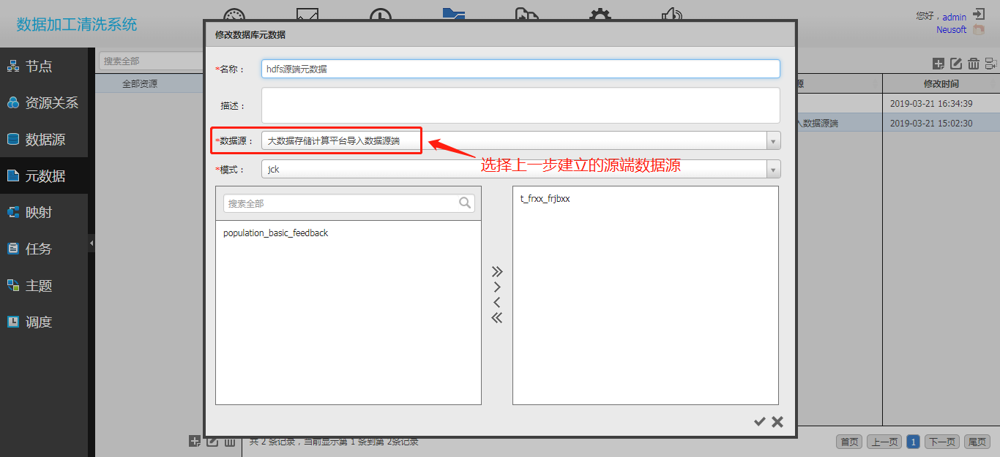 数据加工清洗系统
您好，admin
Neusoft
节点
资源关系
数据源
元数据
映射
任务
主题
调度
搜索全部
全部资源
修改数据库元数据
*名称：
hdfs源端元数据
描述：
*数据源：
大数据存储计算平台导入数据源端
选择上一步建立的源端数据源
*模式：
jck
搜索全部
population_basic_feedback
t_frxx_frjbxx
源
修改时间
2019-03-21 16:34:39
入数据源端
2019-03-21 15:02:30
共 2 条记录，当前显示第 1 条到第 2条记录
首页
上一页
1
下一页
尾页